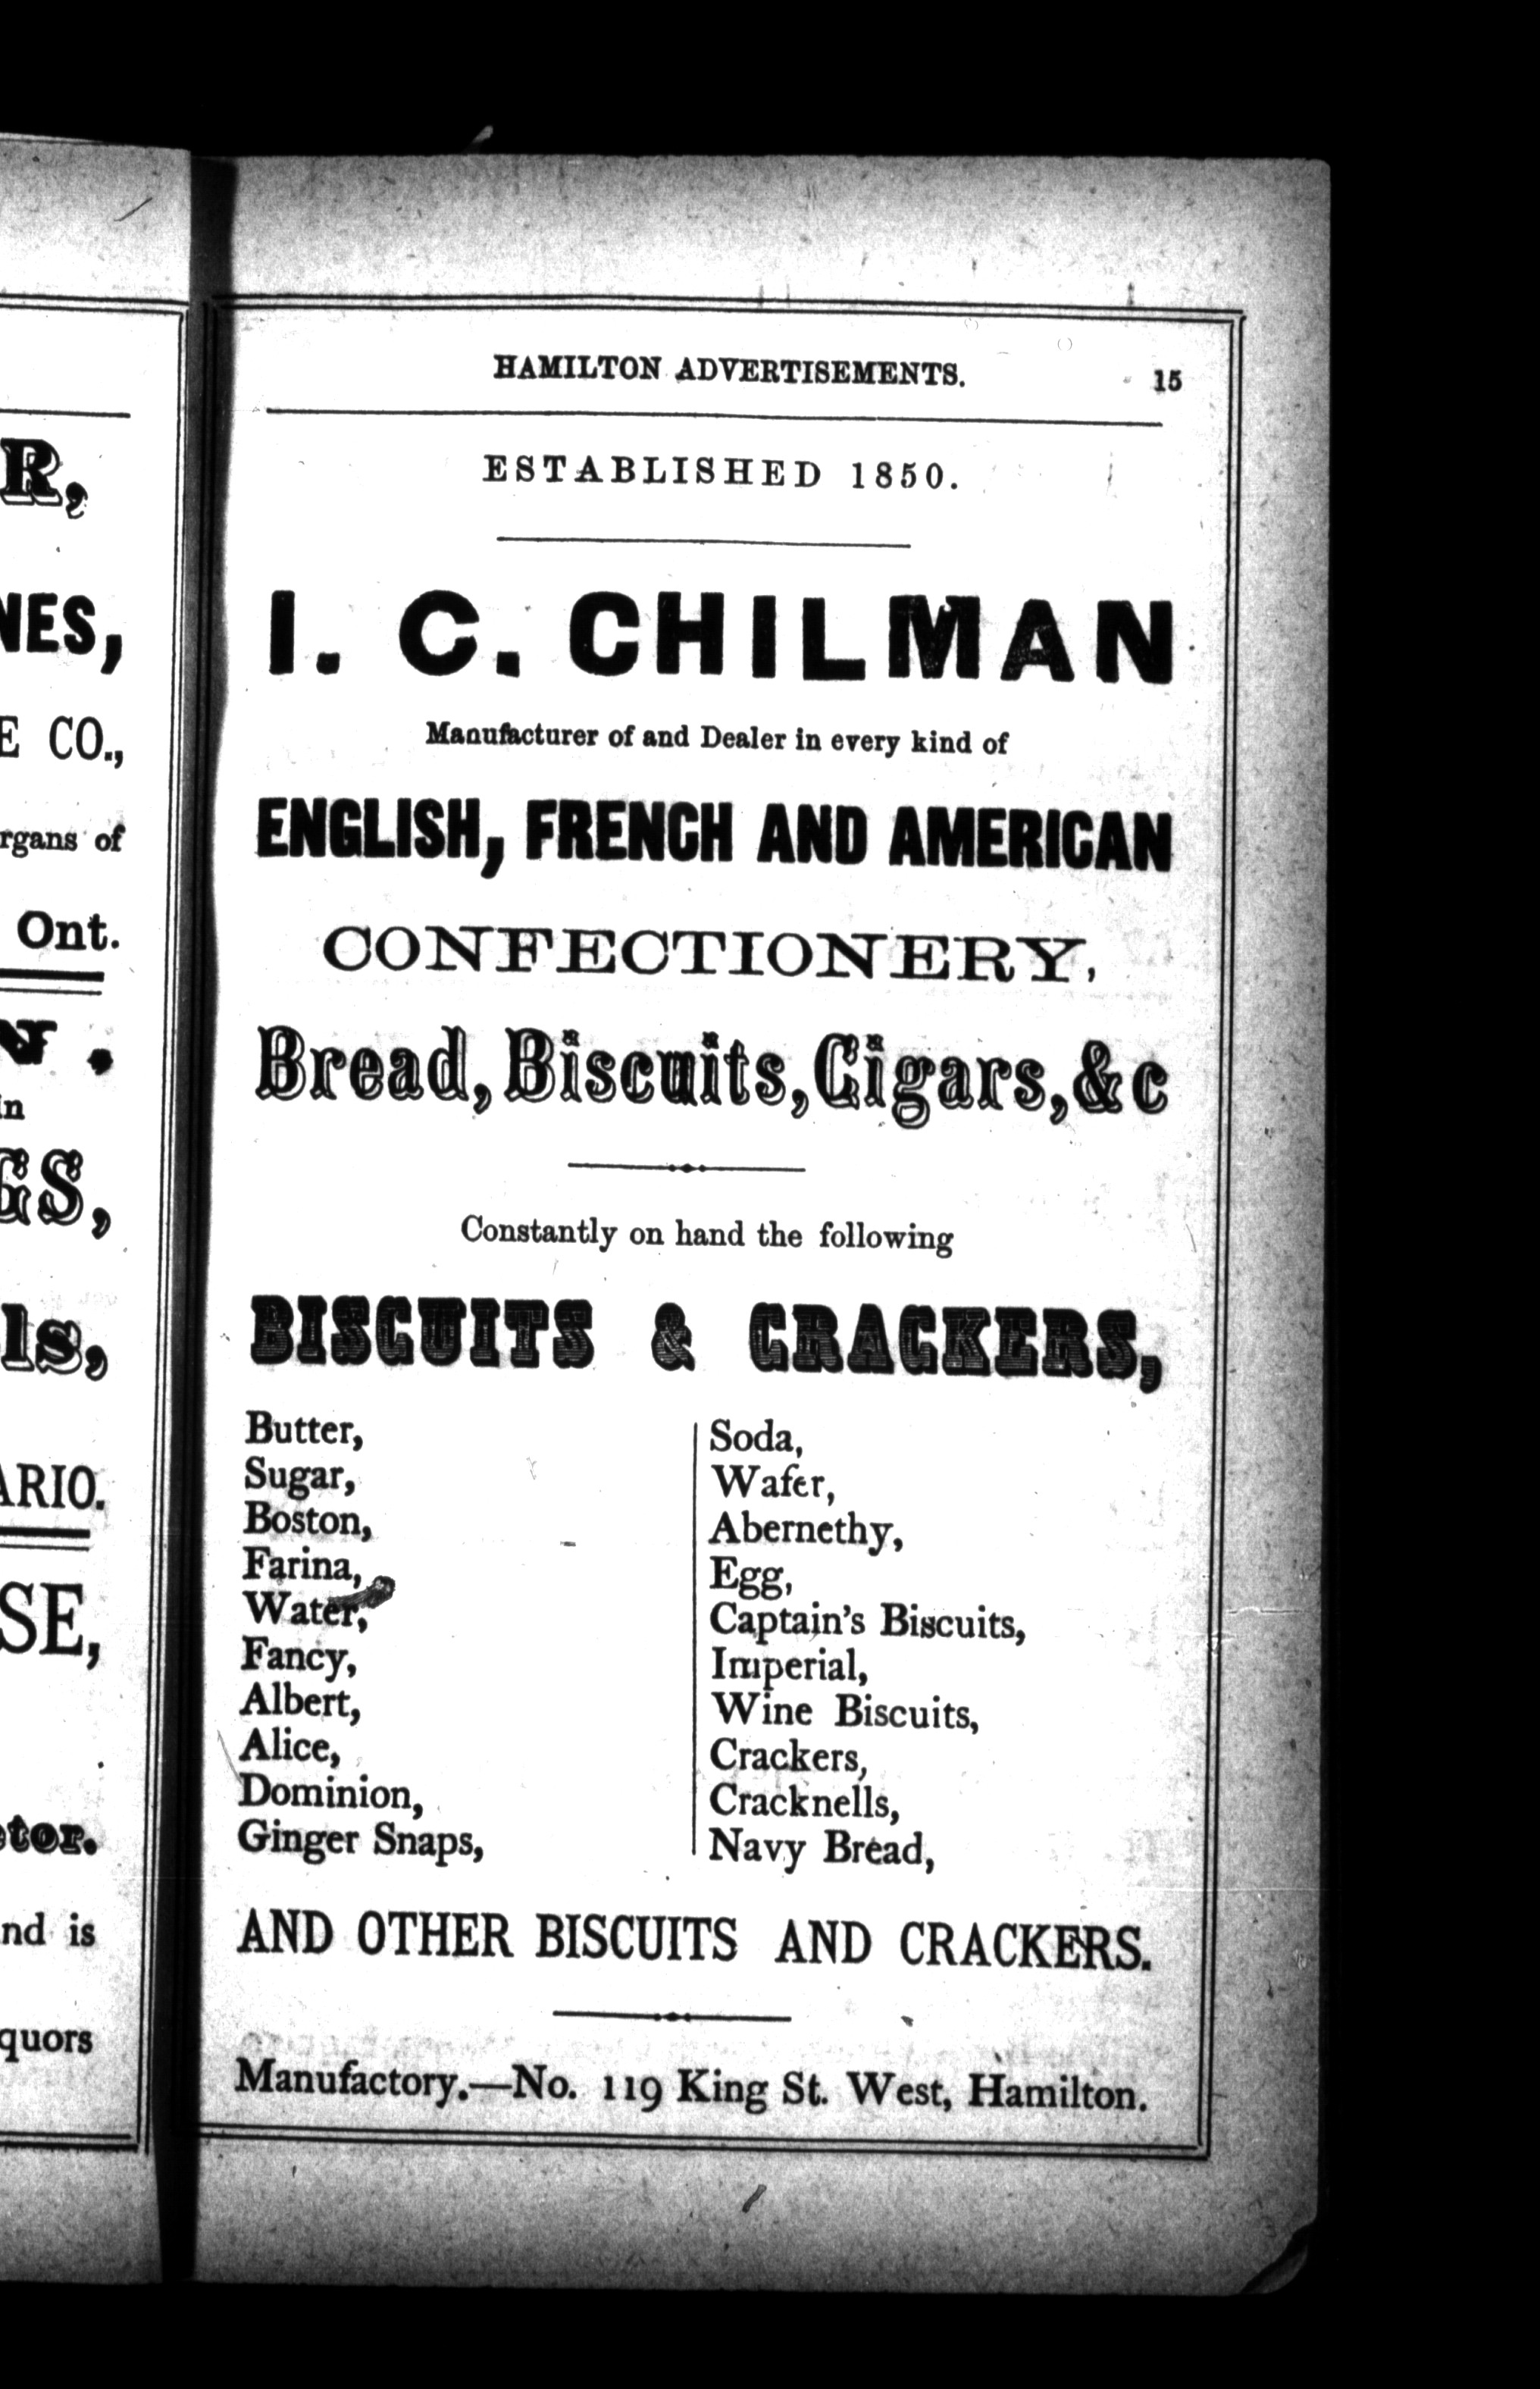 R,
NES,
E CO.,
rgans of
Ont.
N.
in
GS,
ls,
ARIO.
SE,
tor.
nd is
quors
HAMILTON ADVERTISEMENTS. 15
ESTABLISHED 1850.
I. C. CHILMAN
Manufacturer of and Dealer in every kind of
ENGLISH, FRENCH AND AMERICAN
CONFECTIONERY,
Bread, Biscuits, Cigars, &c
Constantly on hand the following
BISCUITS & CRACKERS,
Butter,
Sugar,
Boston,
Farina,
Water,
Fancy,
Albert,
Alice,
Dominion,
Ginger Snaps,
Soda,
Wafer,
Abernethy,
Egg,
Captain's Biscuits,
Imperial,
Wine Biscuits,
Crackers,
Cracknells,
Navy Bread,
AND OTHER BISCUITS AND CRACKERS.
Manufactory.—No. 119 King St. West, Hamilton.